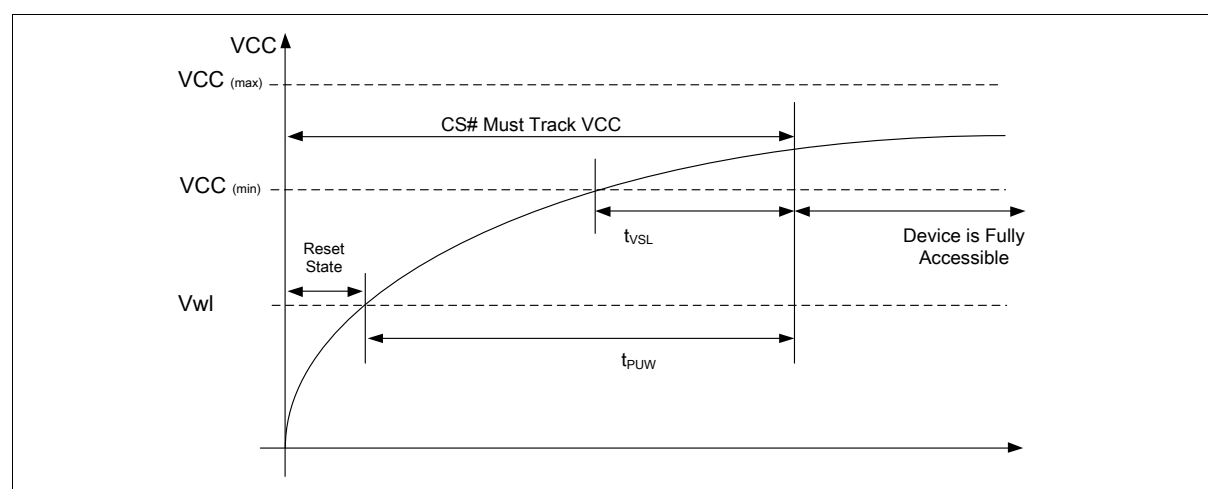 VCC
VCC (max)
CS# Must Track VCC
VCC (min)
tVSL
Device is Fully
Accessible
Reset
State
Vwl
tPUW